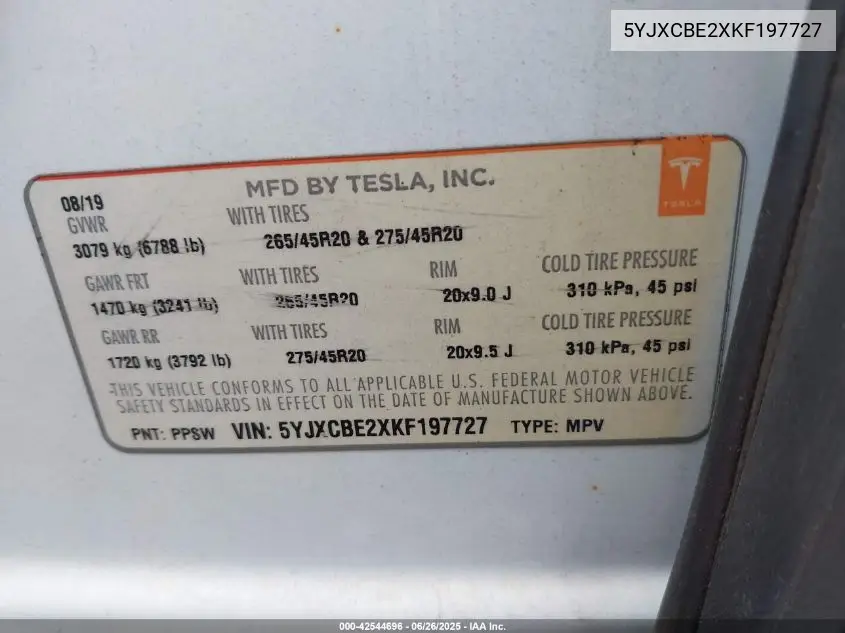 5YJXCBE2XKF197727
08/19 MFD BY TESLA, INC.
TESLA
GVWR WITH TIRES
3079 kg (6788 lb) 265/45R20 & 275/45R20
GAWR FRT WITH TIRES RIM COLD TIRE PRESSURE
1470 kg (3241 lb) 265/45R20 20x9.0 J 310 kPa, 45 psi
GAWR RR WITH TIRES RIM COLD TIRE PRESSURE
1720 kg (3792 lb) 275/45R20 20x9.5 J 310 kPa, 45 psi
THIS VEHICLE CONFORMS TO ALL APPLICABLE U.S. FEDERAL MOTOR VEHICLE
SAFETY STANDARDS IN EFFECT ON THE DATE OF MANUFACTURE SHOWN ABOVE.
PNT: PPSW VIN: 5YJXCBE2XKF197727 TYPE: MPV
000-42544696 - 06/26/2025 - IAA Inc.